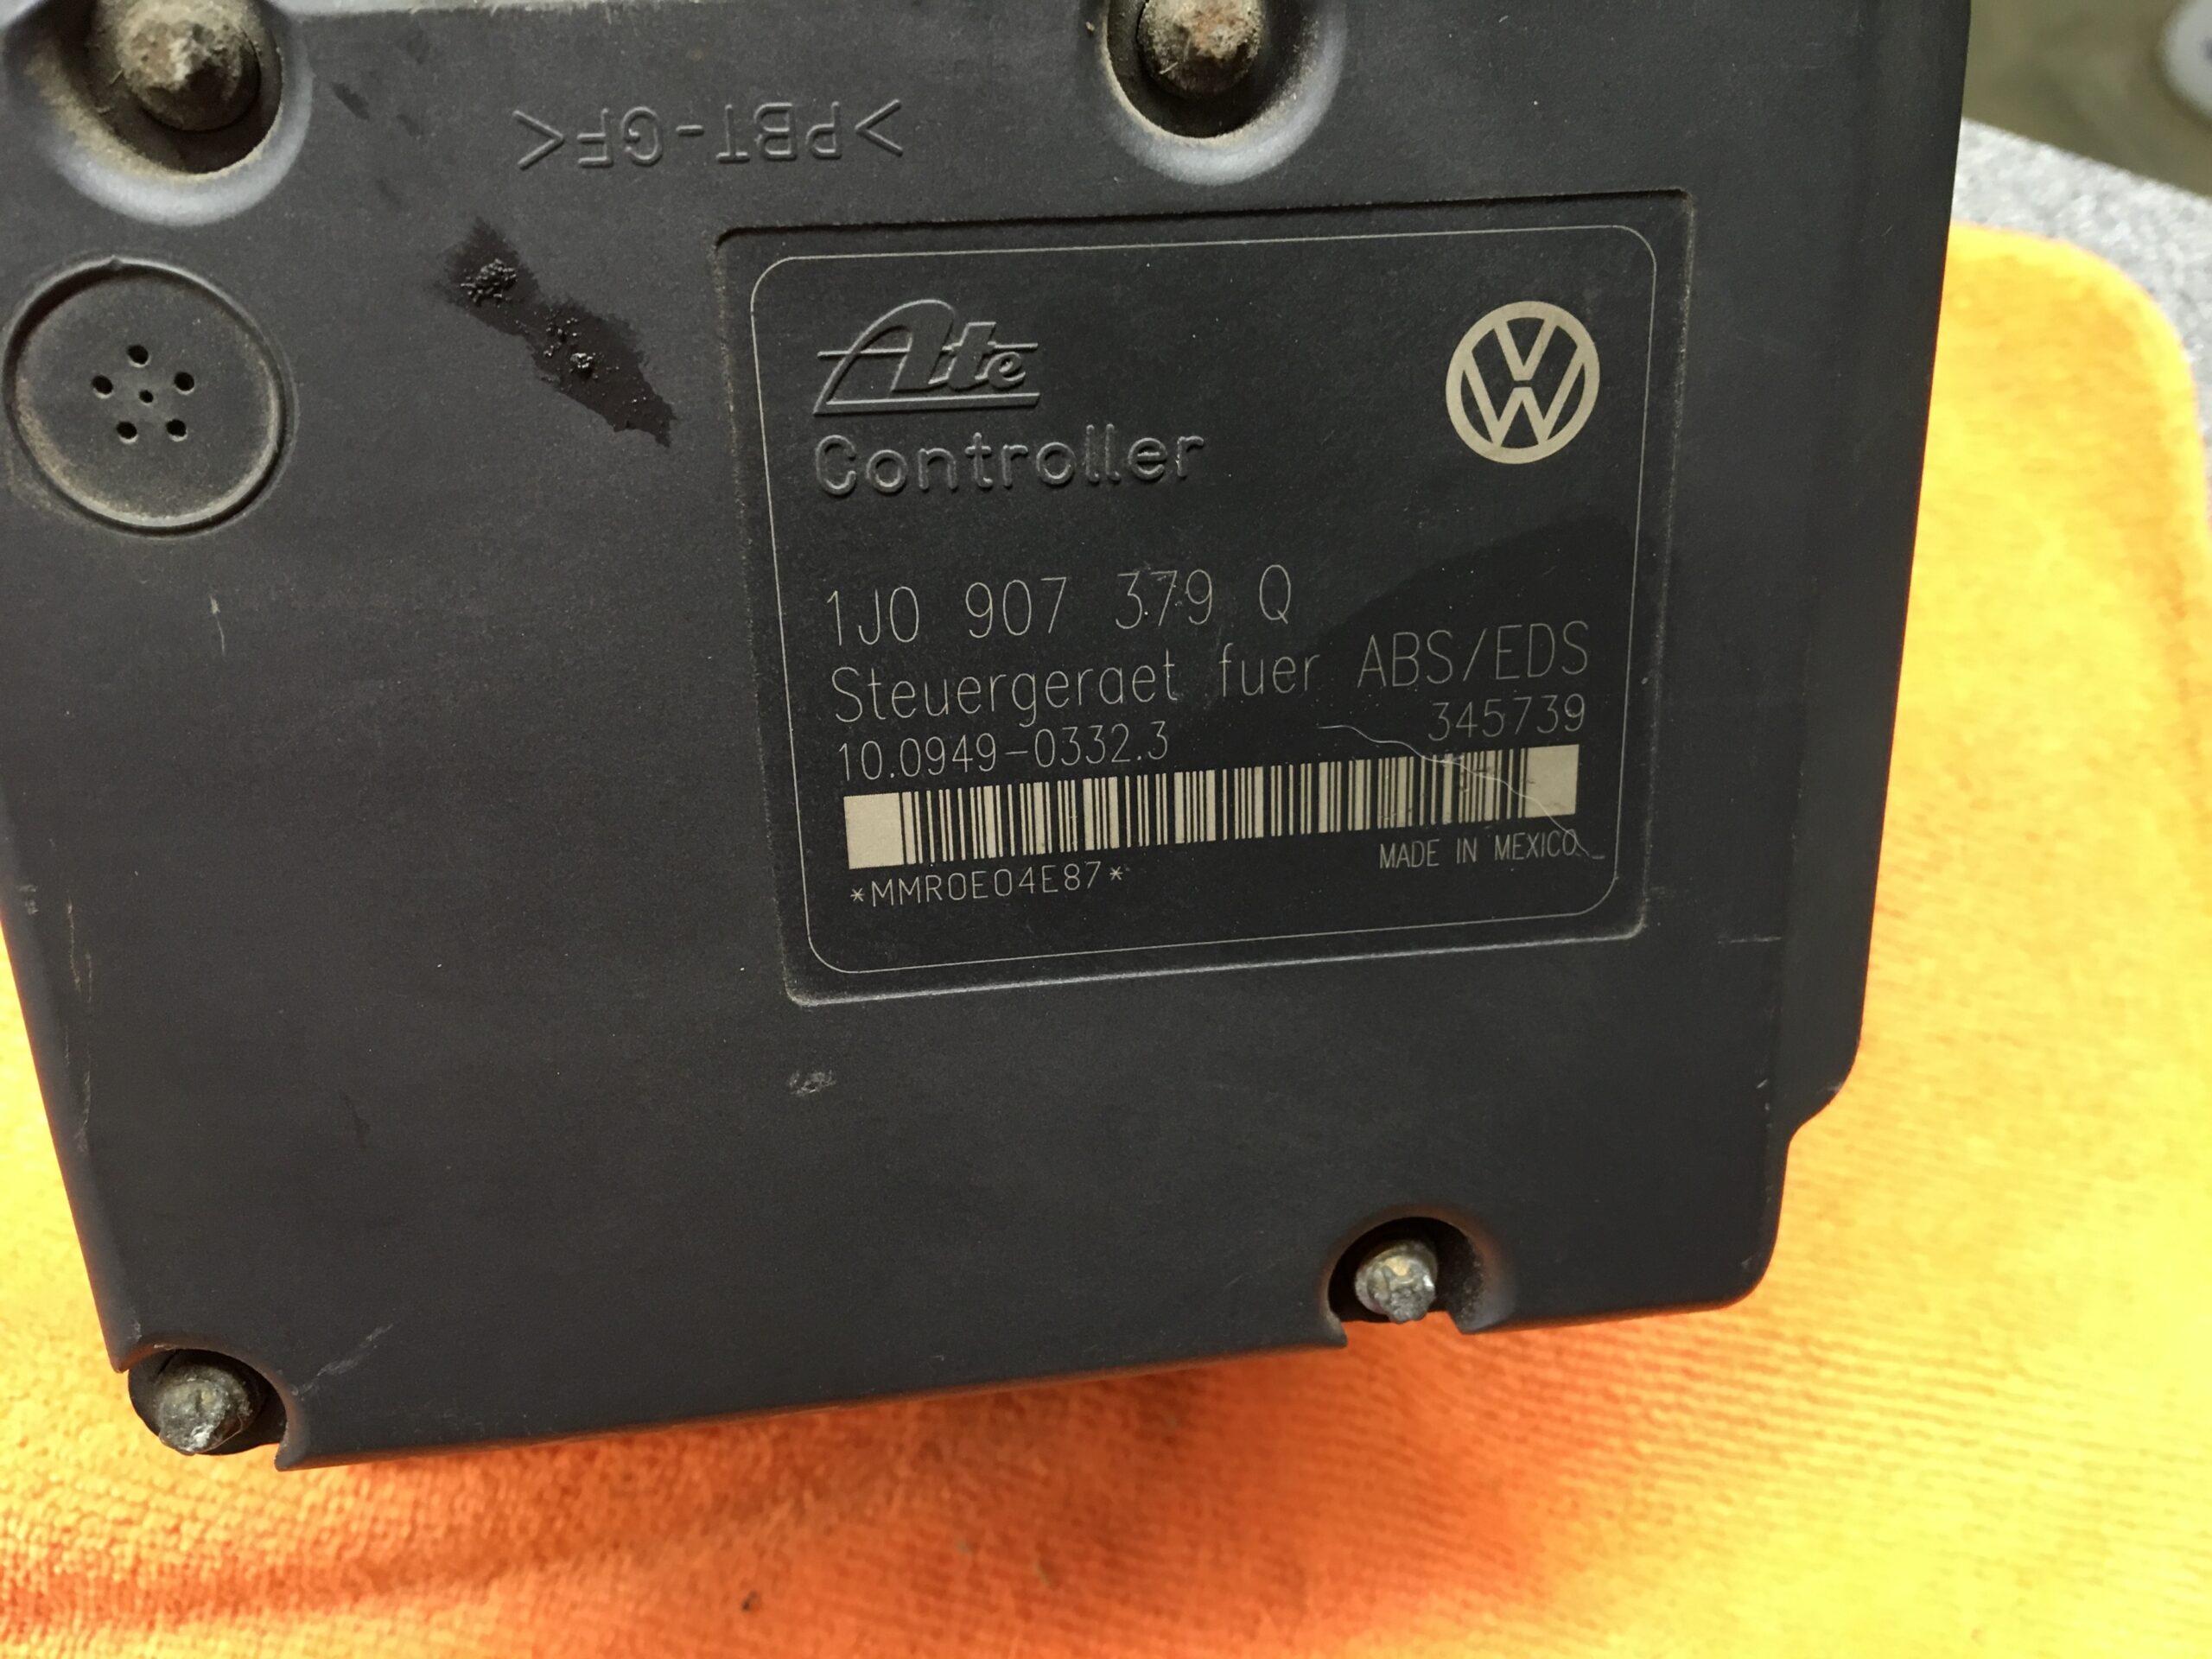 >PBT-GF<
Ate
Controller
1J0 907 379 Q
Steuergeraet fuer ABS/EDS
10.0949-0332.3 345739
*MMR0E04E87* MADE IN MEXICO